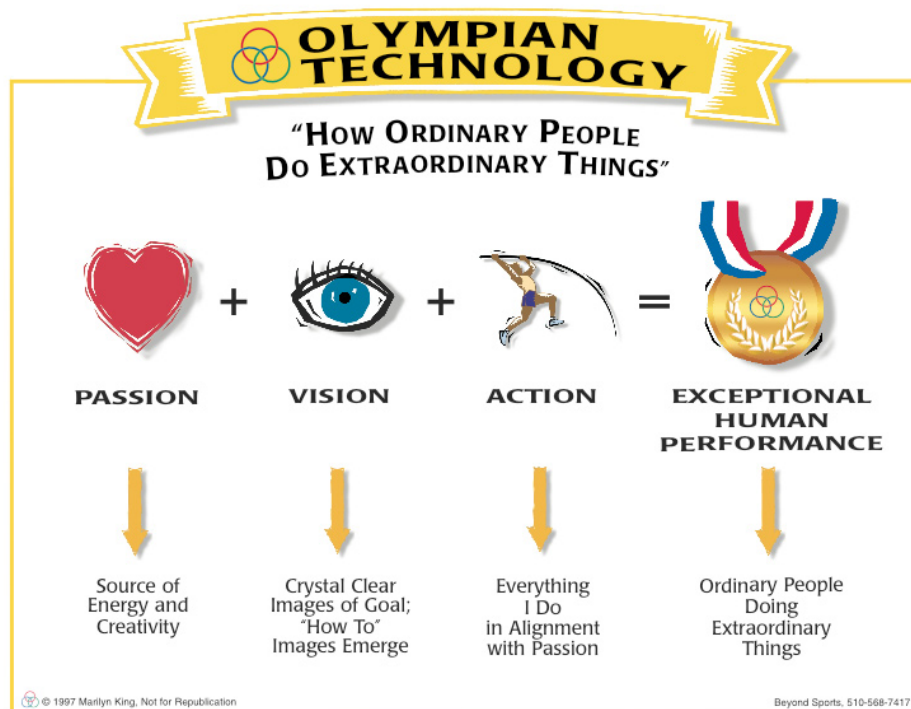 OLYMPIAN
TECHNOLOGY
"HOW ORDINARY PEOPLE
DO EXTRAORDINARY THINGS"
+ + =
PASSION
VISION
ACTION
EXCEPTIONAL
HUMAN
PERFORMANCE
Source of
Energy and
Creativity
Crystal Clear
Images of Goal;
"How To"
Images Emerge
Everything
I Do
in Alignment
with Passion
Ordinary People
Doing
Extraordinary
Things
© 1997 Marilyn King, Not for Republication
Beyond Sports, 510-568-7417